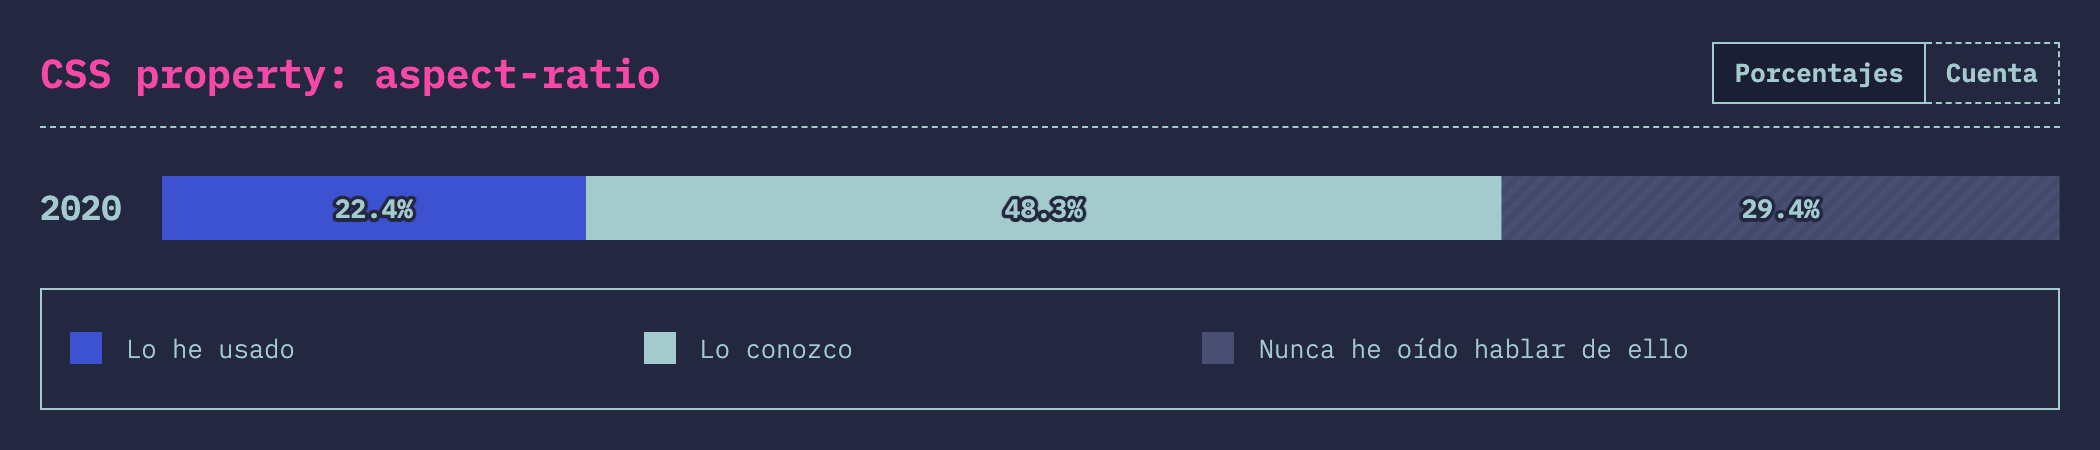 CSS property: aspect-ratio
Porcentajes Cuenta
2020 22.4% 48.3% 29.4%
Lo he usado Lo conozco Nunca he oído hablar de ello